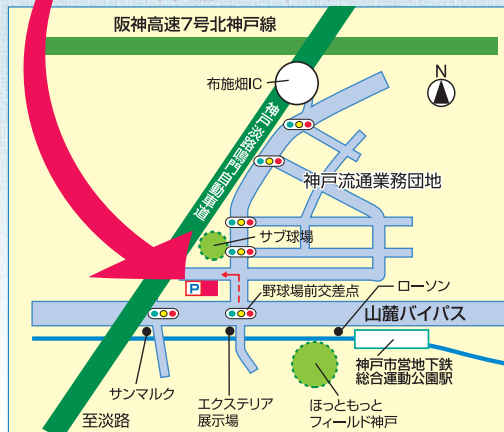 阪神高速7号北神戸線
布施畑IC
N
神戸淡路鳴門自動車道
神戸流通業務団地
サブ球場
P
野球場前交差点
ローソン
山麓バイパス
サンマルク
エクステリア
展示場
ほっともっと
フィールド神戸
神戸市営地下鉄
総合運動公園駅
至淡路